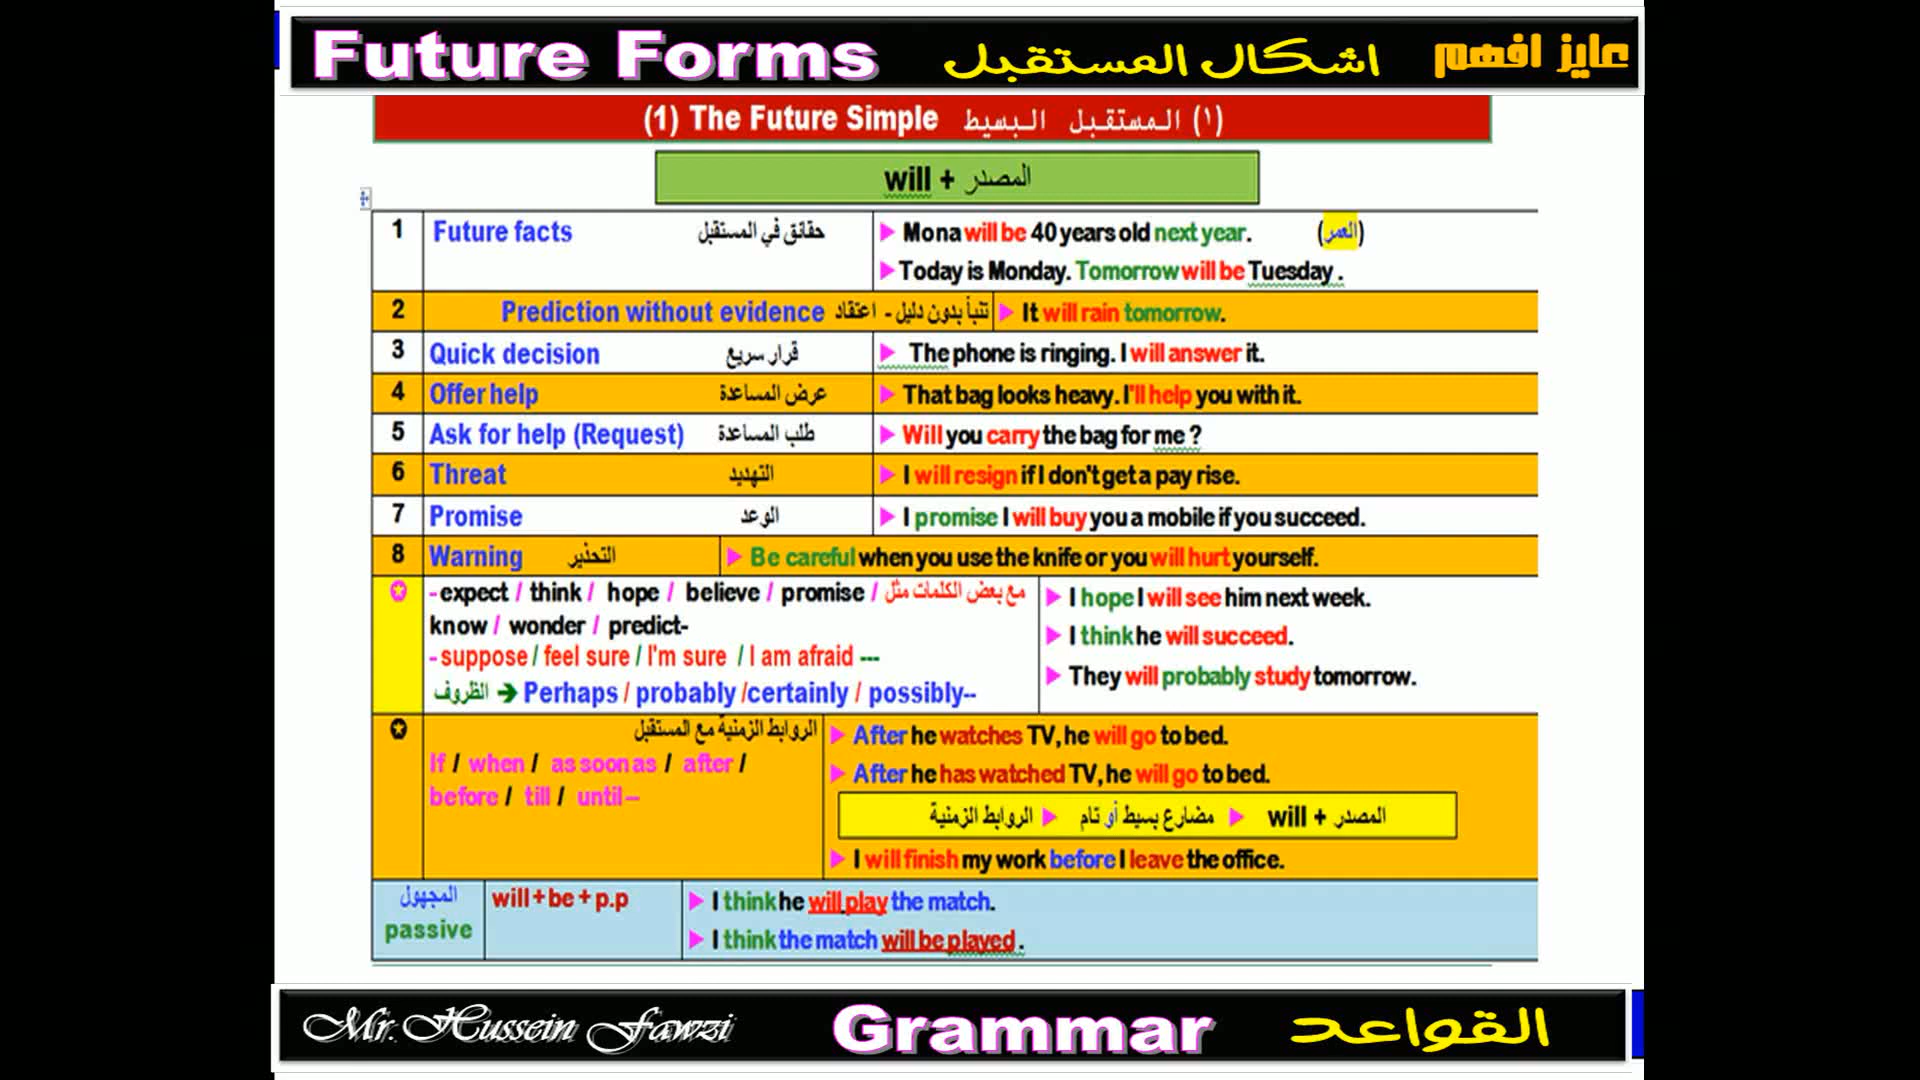 Future Forms اشكال المستقبل عايز افهم
(1) The Future Simple المستقبل البسيط (١)
will + المصدر
1 Future facts حقائق في المستقبل Mona will be 40 years old next year. (العمر)
Today is Monday. Tomorrow will be Tuesday .
2 Prediction without evidence تنبأ بدون دليل - اعتقاد It will rain tomorrow.
3 Quick decision قرار سريع The phone is ringing. I will answer it.
4 Offer help عرض المساعدة That bag looks heavy. I'll help you with it.
5 Ask for help (Request) طلب المساعدة Will you carry the bag for me ?
6 Threat التهديد I will resign if I don't get a pay rise.
7 Promise الوعد I promise I will buy you a mobile if you succeed.
8 Warning التحذير Be careful when you use the knife or you will hurt yourself.
-expect / think / hope / believe / promise / مع بعض الكلمات مثل
know / wonder / predict-
-suppose / feel sure / I'm sure / I am afraid ---
الظروف ➔ Perhaps / probably /certainly / possibly--
I hope I will see him next week.
I think he will succeed.
They will probably study tomorrow.
الروابط الزمنية مع المستقبل
If / when / as soon as / after /
before / till / until –
After he watches TV, he will go to bed.
After he has watched TV, he will go to bed.
الروابط الزمنية مضارع بسيط أو تام will + المصدر
I will finish my work before I leave the office.
المجهول
passive
will + be + p.p
I think he will play the match.
I think the match will be played .
Mr. Hussein Fawzi Grammar القواعد